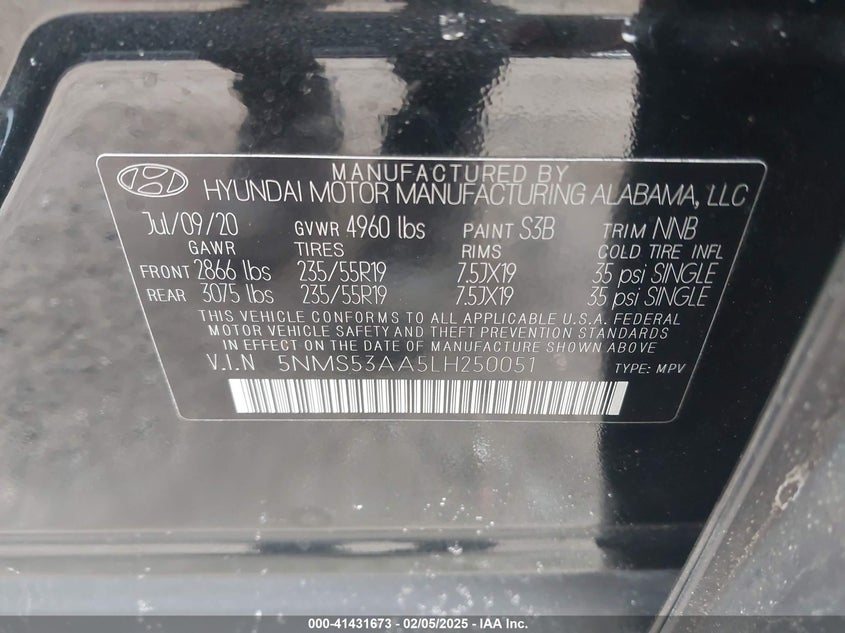 MANUFACTURED BY
HYUNDAI MOTOR MANUFACTURING ALABAMA, LLC
Jul/09/20 GVWR 4960 lbs PAINT S3B TRIM NNB
GAWR TIRES RIMS COLD TIRE INFL
FRONT 2866 lbs 235/55R19 7.5JX19 35 psi SINGLE
REAR 3075 lbs 235/55R19 7.5JX19 35 psi SINGLE
THIS VEHICLE CONFORMS TO ALL APPLICABLE U.S.A. FEDERAL
MOTOR VEHICLE SAFETY AND THEFT PREVENTION STANDARDS
IN EFFECT ON THE DATE OF MANUFACTURE SHOWN ABOVE
V.I.N 5NMS53AA5LH250051 TYPE: MPV
000-41431673 - 02/05/2025 - IAA Inc.